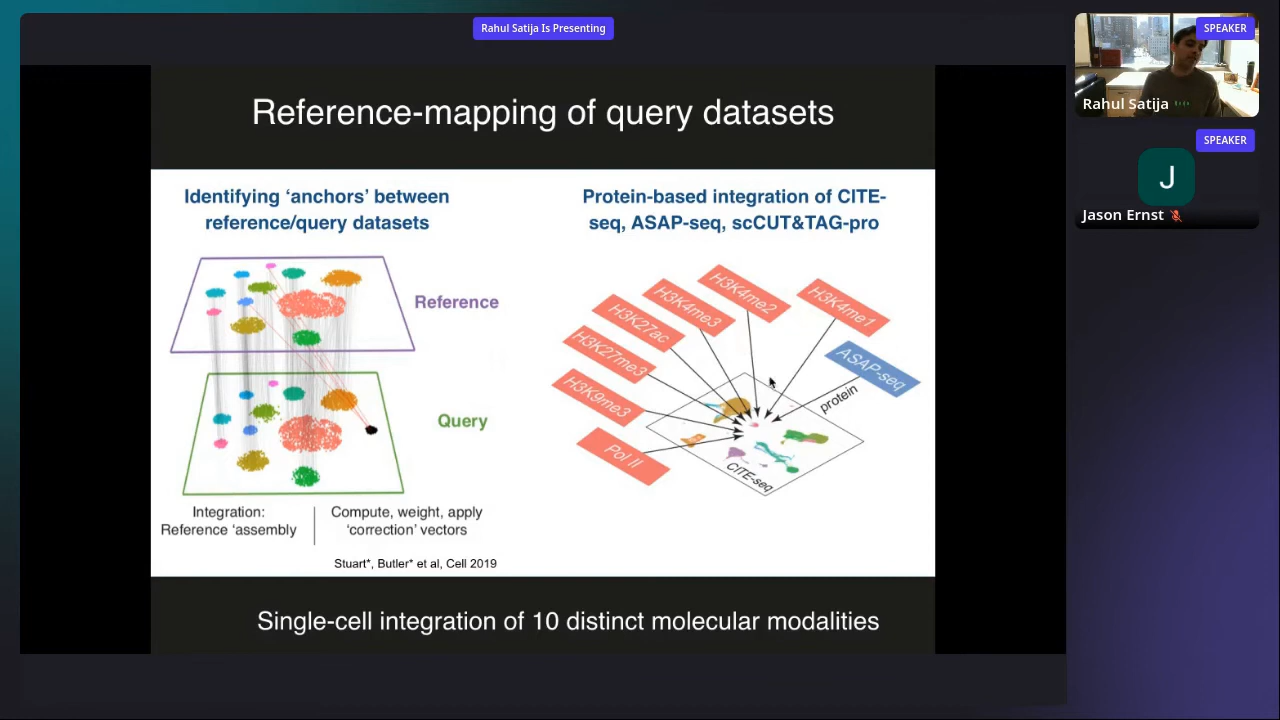 Rahul Satija Is Presenting
SPEAKER
Rahul Satija
SPEAKER
J
Jason Ernst
Reference-mapping of query datasets
Identifying ‘anchors’ between
reference/query datasets
Reference
Query
Integration:
Reference ‘assembly
Compute, weight, apply
‘correction’ vectors
Stuart*, Butler* et al, Cell 2019
Protein-based integration of CITE-
seq, ASAP-seq, scCUT&TAG-pro
H3K4me1
H3K4me2
H3K4me3
H3K27ac
H3K27me3
H3K9me3
Pol II
ASAP-seq
protein
CITE-seq
Single-cell integration of 10 distinct molecular modalities